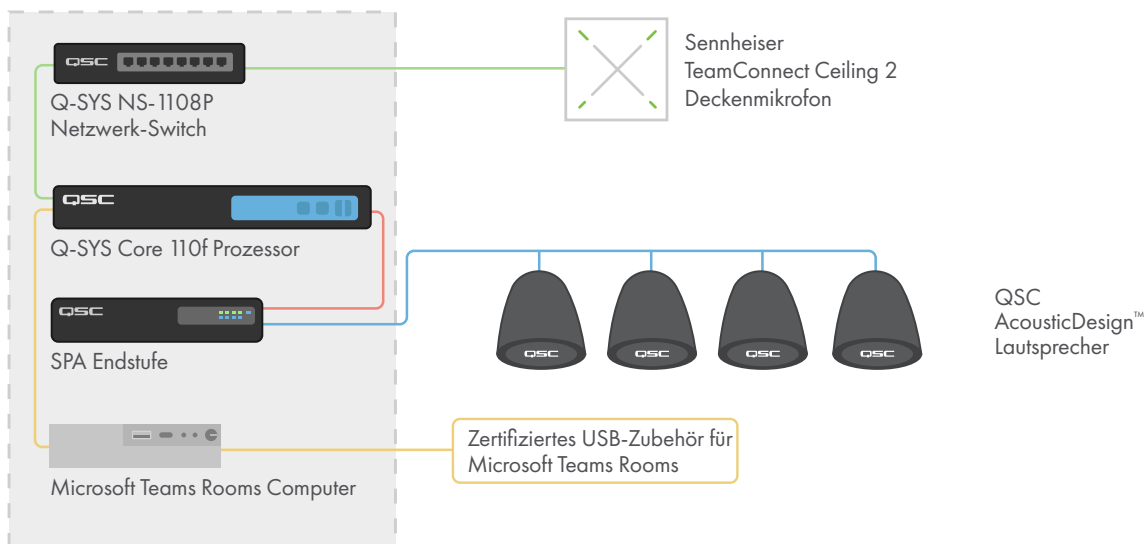 QSC
Q-SYS NS-1108P
Netzwerk-Switch
Sennheiser
TeamConnect Ceiling 2
Deckenmikrofon
QSC
Q-SYS Core 110f Prozessor
QSC
SPA Endstufe
QSC
QSC
QSC
QSC
QSC
AcousticDesign™
Lautsprecher
Zertifiziertes USB-Zubehör für
Microsoft Teams Rooms
Microsoft Teams Rooms Computer